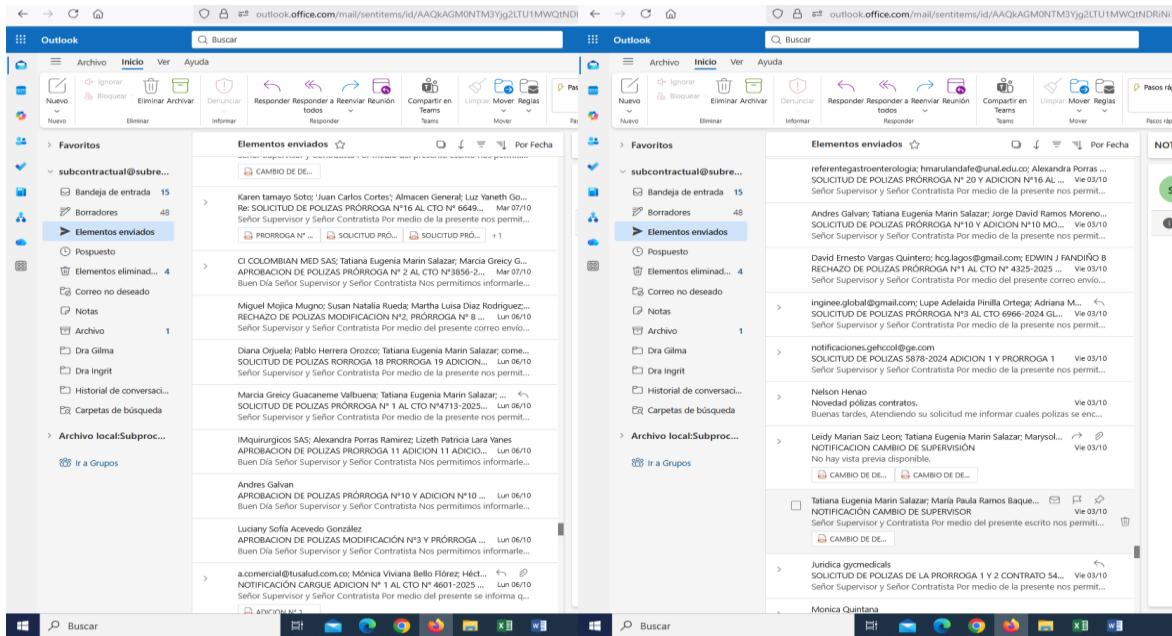 outlook.office.com/mail/sentitems/id/AAQkAGM0NTM3Yjg2LTU1MWQtNDI
Outlook
Buscar
Archivo Inicio Ver Ayuda
Ignorar
Bloquear
Nuevo
Eliminar Archivar
Denunciar
Responder Responder a todos Reenviar Reunión
Compartir en Teams
Limpiar Mover Reglas
Pas
Nuevo Eliminar Informar Responder Teams Mover
Favoritos
subcontractual@subre...
Bandeja de entrada 15
Borradores 48
Elementos enviados
Pospuesto
Elementos eliminad... 4
Correo no deseado
Notas
Archivo 1
Dra Gilma
Dra Ingrit
Historial de conversaci...
Carpetas de búsqueda
Archivo local:Subproc...
Ir a Grupos
Elementos enviados Por Fecha
Señor Supervisor y Contratista Por medio del presente escrito nos permit...
CAMBIO DE DE...
Karen tamayo Soto; 'Juan Carlos Cortes'; Almacen General; Luz Yaneth Go...
Re: SOLICITUD DE POLIZAS PRÓRROGA N°16 AL CTO N° 6649... Mar 07/10
Señor Supervisor y Señor Contratista Por medio de la presente nos permit...
PRORROGA N° ... SOLICITUD PRÓ... SOLICTUD PRÓ... +1
CI COLOMBIAN MED SAS; Tatiana Eugenia Marin Salazar; Marcia Greicy G...
APROBACION DE POLIZAS PRÓRROGA N° 2 AL CTO N°3856-2... Mar 07/10
Buen Día Señor Supervisor y Señor Contratista Nos permitimos informarle...
Miguel Mojica Mugno; Susan Natalia Rueda; Martha Luisa Diaz Rodriguez;...
RECHAZO DE POLIZAS MODIFICACIÓN N°2, PRÓRROGA N° 8 ... Lun 06/10
Señor Supervisor y Señor Contratista Por medio del presente correo envío...
Diana Orjuela; Pablo Herrera Orozco; Tatiana Eugenia Marin Salazar; come...
SOLICITUD DE POLIZAS RORROGA 18 PRORROGA 19 ADICION... Lun 06/10
Señor Supervisor y Señor Contratista Por medio de la presente nos permit...
Marcia Greicy Guacaneme Valbuena; Tatiana Eugenia Marin Salazar; ...
SOLICITUD DE POLIZAS PRÓRROGA N° 1 AL CTO N°4713-2025... Lun 06/10
Señor Supervisor y Señor Contratista Por medio de la presente nos permit...
IMquirurgicos SAS; Alexandra Porras Ramirez; Lizeth Patricia Lara Yanes
APROBACION DE POLIZAS PRORROGA 11 ADICION 11 ADICIO... Lun 06/10
Buen Día Señor Supervisor y Señor Contratista Nos permitimos informarle...
Andres Galvan
APROBACION DE POLIZAS PRÓRROGA N°10 Y ADICION N°10 ... Lun 06/10
Buen Día Señor Supervisor y Señor Contratista Nos permitimos informarle...
Luciany Sofía Acevedo González
APROBACION DE POLIZAS MODIFICACIÓN N°3 Y PRÓRROGA ... Lun 06/10
Buen Día Señor Supervisor y Señor Contratista Nos permitimos informarle...
a.comercial@tusalud.com.co; Mónica Viviana Bello Flórez; Héct...
NOTIFICACIÓN CARGUE ADICION N° 1 AL CTO N° 4601-2025 ... Lun 06/10
Señor Supervisor y Señor Contratista Por medio del presente se informa q...
ADICION N° 1
Buscar
outlook.office.com/mail/sentitems/id/AAQkAGM0NTM3Yjg2LTU1MWQtNDRiNi
Outlook
Buscar
Archivo Inicio Ver Ayuda
Ignorar
Bloquear
Nuevo
Eliminar Archivar
Denunciar
Responder Responder a todos Reenviar Reunión
Compartir en Teams
Limpiar Mover Reglas
Pasos ráp
Nuevo Eliminar Informar Responder Teams Mover Pasos ráp
Favoritos
subcontractual@subre...
Bandeja de entrada 15
Borradores 48
Elementos enviados
Pospuesto
Elementos eliminad... 4
Correo no deseado
Notas
Archivo 1
Dra Gilma
Dra Ingrit
Historial de conversaci...
Carpetas de búsqueda
Archivo local:Subproc...
Ir a Grupos
Elementos enviados Por Fecha
NOT
referentegastroenterologia; hmarulandafe@unal.edu.co; Alexandra Porras ...
SOLICITUD DE POLIZAS PRÓRROGA N° 20 Y ADICION N°16 AL ... Vie 03/10
Señor Supervisor y Señor Contratista Por medio de la presente nos permit...
Andres Galvan; Tatiana Eugenia Marin Salazar; Jorge David Ramos Moreno...
SOLICITUD DE POLIZAS PRÓRROGA N°10 Y ADICION N°10 MO... Vie 03/10
Señor Supervisor y Señor Contratista Por medio de la presente nos permit...
David Ernesto Vargas Quintero; hcg.lagos@gmail.com; EDWIN J FANDIÑO B
RECHAZO DE POLIZAS PRÓRROGA N°1 AL CTO N° 4325-2025 ... Vie 03/10
Señor Supervisor y Señor Contratista Por medio del presente correo envío...
inginee.global@gmail.com; Lupe Adelaida Pinilla Ortega; Adriana M...
SOLICITUD DE POLIZAS PRÓRROGA N°3 AL CTO 6966-2024 GL... Vie 03/10
Señor Supervisor y Señor Contratista Por medio de la presente nos permit...
notificaciones.gehccol@ge.com
SOLICITUD DE POLIZAS 5878-2024 ADICION 1 Y PRORROGA 1 Vie 03/10
Señor Supervisor y Señor Contratista Por medio de la presente nos permit...
Nelson Henao
Novedad pólizas contratos. Vie 03/10
Buenas tardes, Atendiendo su solicitud me informar cuales polizas se enc...
Leidy Marian Saiz Leon; Tatiana Eugenia Marin Salazar; Marysol...
NOTIFICACION CAMBIO DE SUPERVISIÓN Vie 03/10
No hay vista previa disponible.
CAMBIO DE DE... CAMBIO DE DE...
Tatiana Eugenia Marin Salazar; María Paula Ramos Baque...
NOTIFICACIÓN CAMBIO DE SUPERVISOR Vie 03/10
Señor Supervisor y Contratista Por medio del presente escrito nos permiti...
CAMBIO DE DE...
Juridica gycmedicals
SOLICITUD DE POLIZAS DE LA PRORROGA 1 Y 2 CONTRATO 54... Vie 03/10
Señor Supervisor y Señor Contratista Por medio de la presente nos permit...
Monica Quintana
Buscar